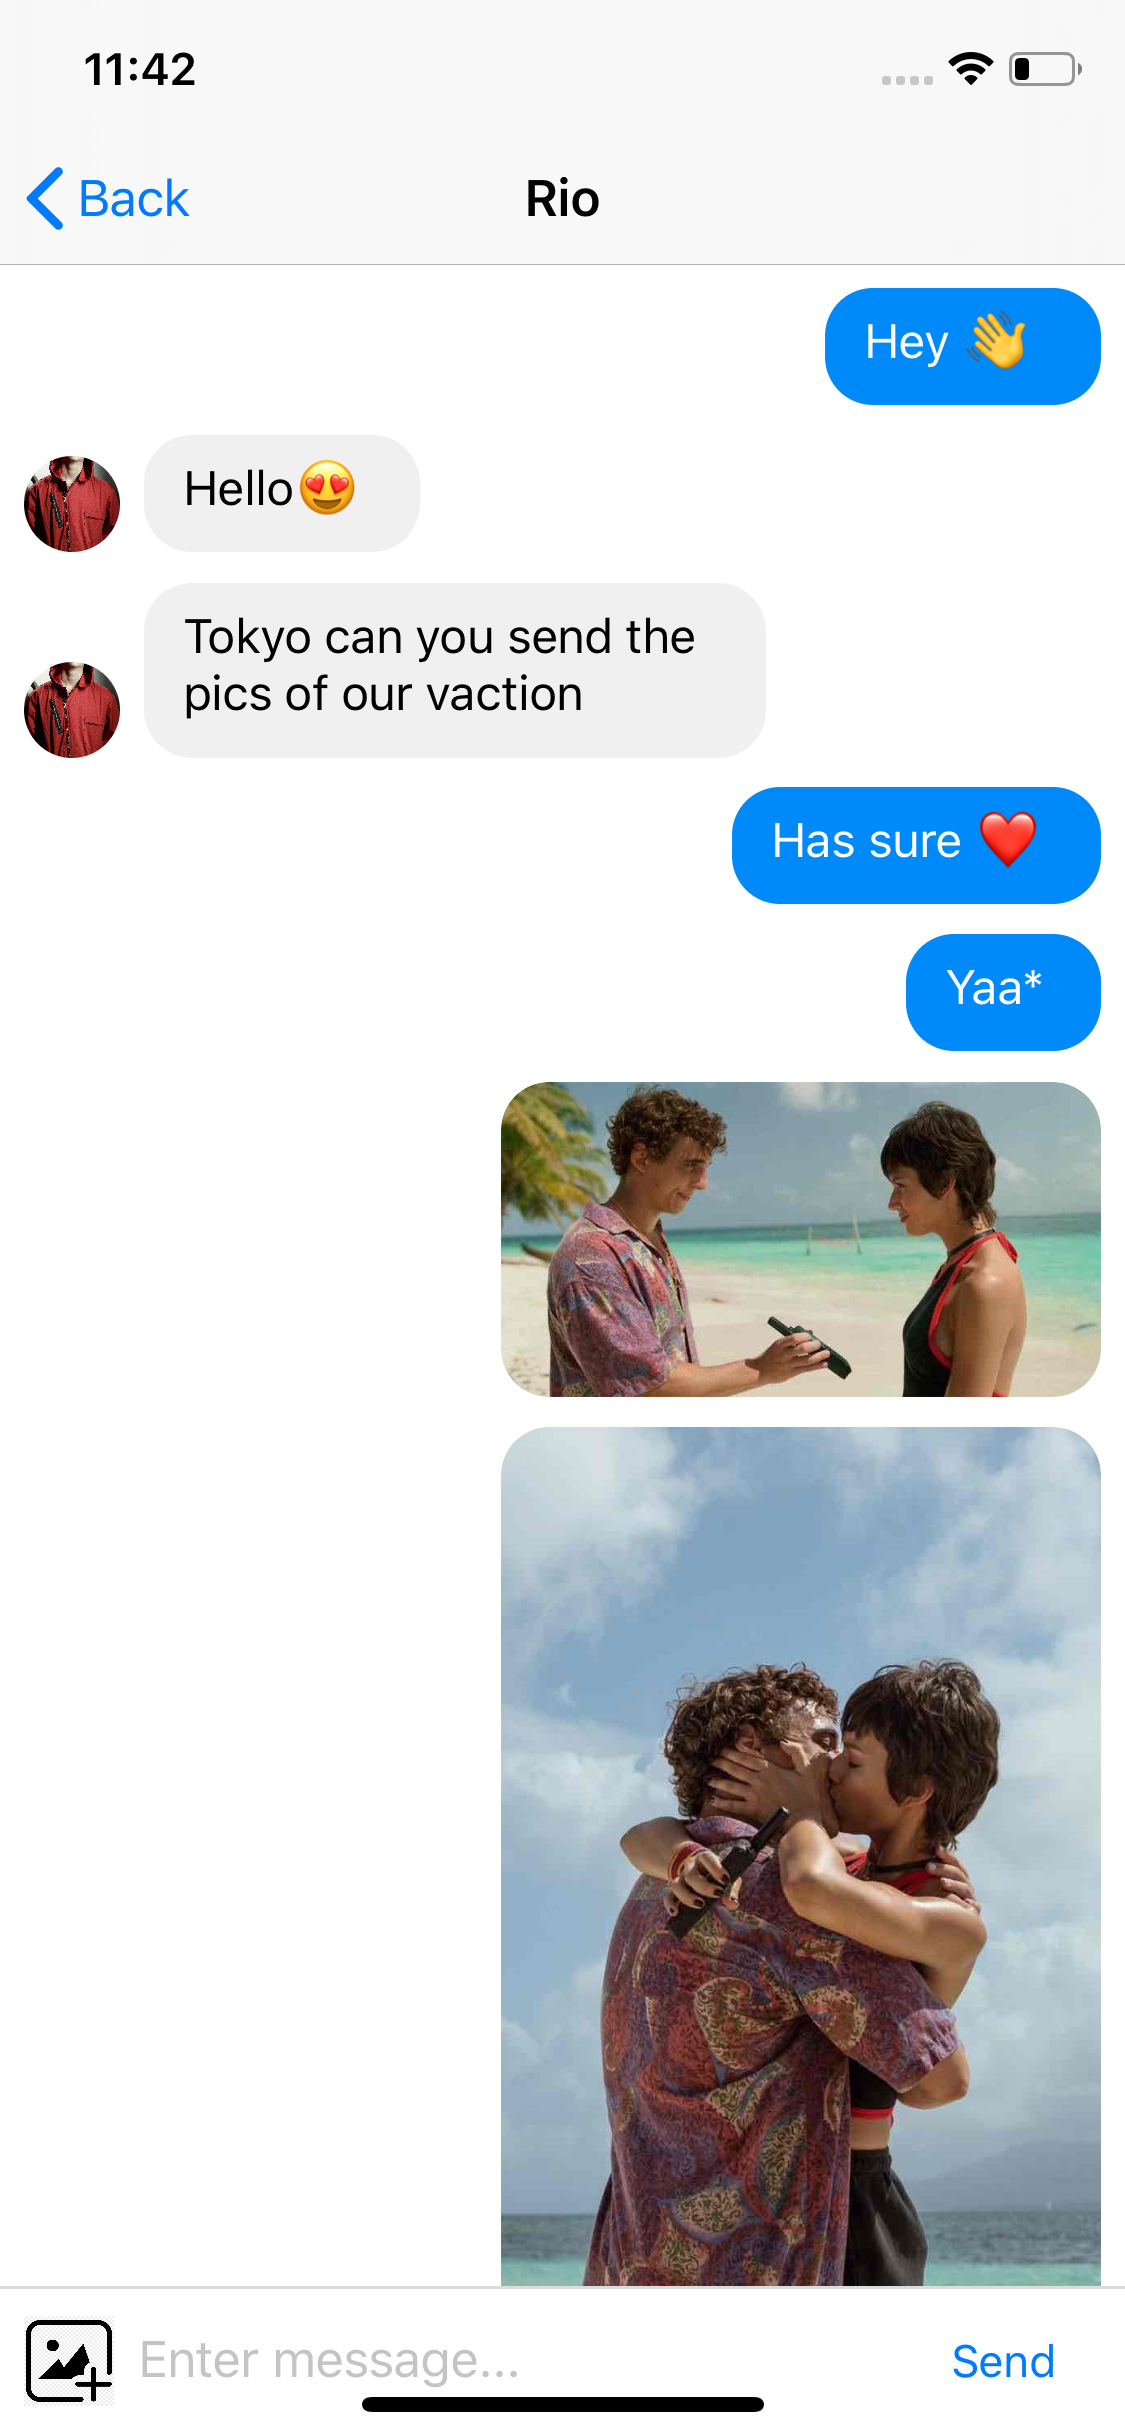 11:42
Back
Rio
Hey 👋
Hello😍
Tokyo can you send the
pics of our vaction
Has sure ❤️
Yaa*
Enter message...
Send